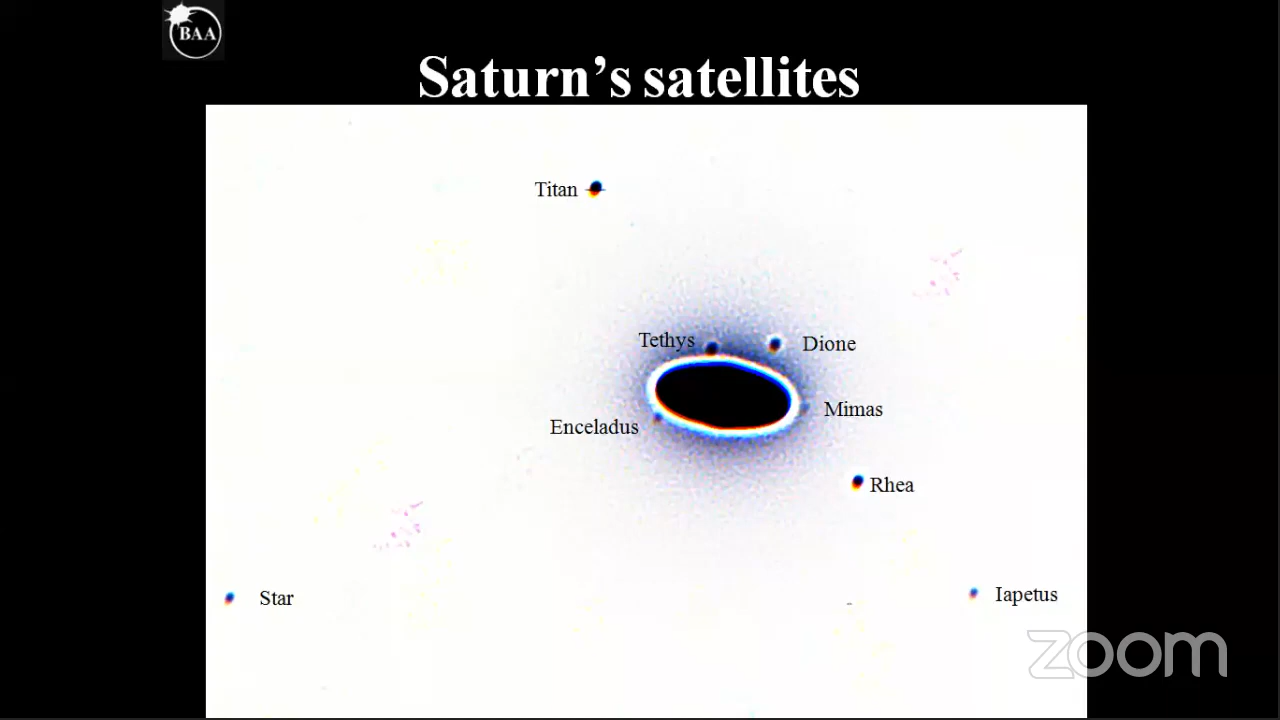 BAA
Saturn’s satellites
Titan
Tethys
Dione
Mimas
Enceladus
Rhea
Star
Iapetus
zoom